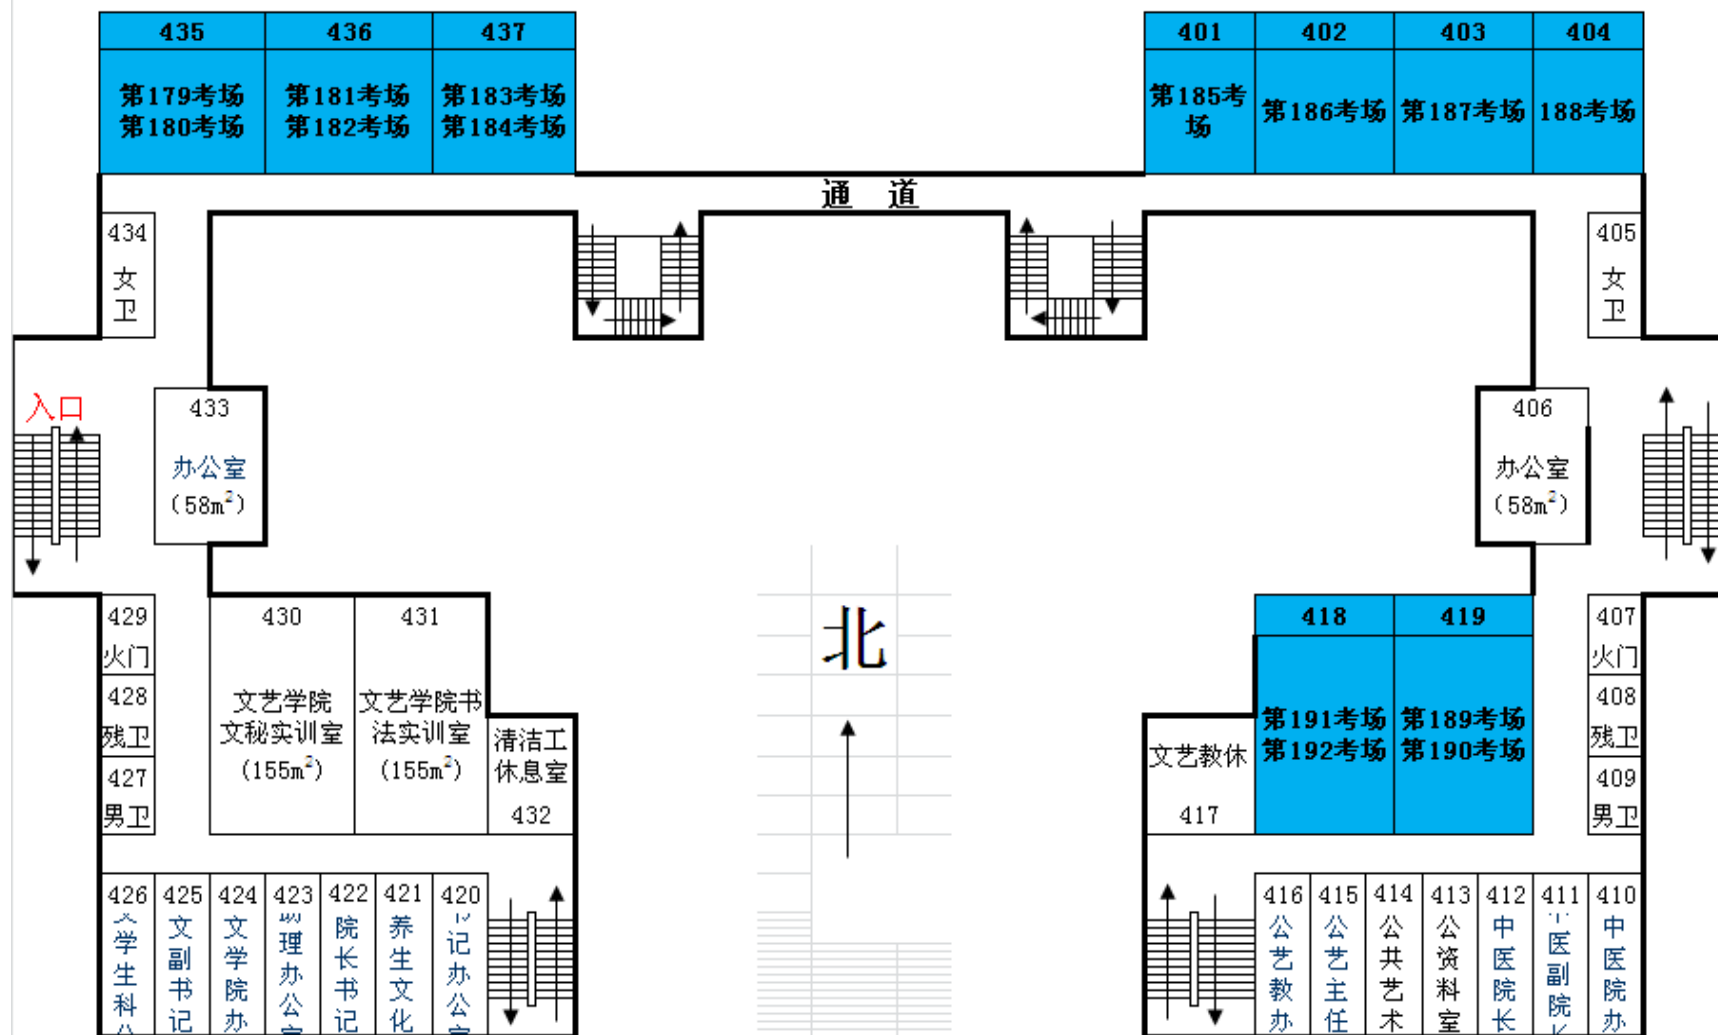 435
436
437
401
402
403
404
第179考场
第180考场
第181考场
第182考场
第183考场
第184考场
第185考
场
第186考场
第187考场
188考场
通 道
434
女
卫
405
女
卫
入口
433
办公室
（58m²）
406
办公室
（58m²）
429
火门
428
残卫
427
男卫
430
文艺学院
文秘实训室
(155m²)
431
文艺学院书
法实训室
(155m²)
清洁工
休息室
432
北
文艺教休
417
418
第191考场
第192考场
419
第189考场
第190考场
407
火门
408
残卫
409
男卫
426
学
生
科
425
文
副
书
记
424
文
学
院
办
423
理
办
公
422
院
长
书
记
421
养
生
文
化
420
记
办
公
416
公
艺
教
办
415
公
艺
主
任
414
公
共
艺
术
413
公
资
料
室
412
中
医
院
长
411
医
副
院
410
中
医
院
办